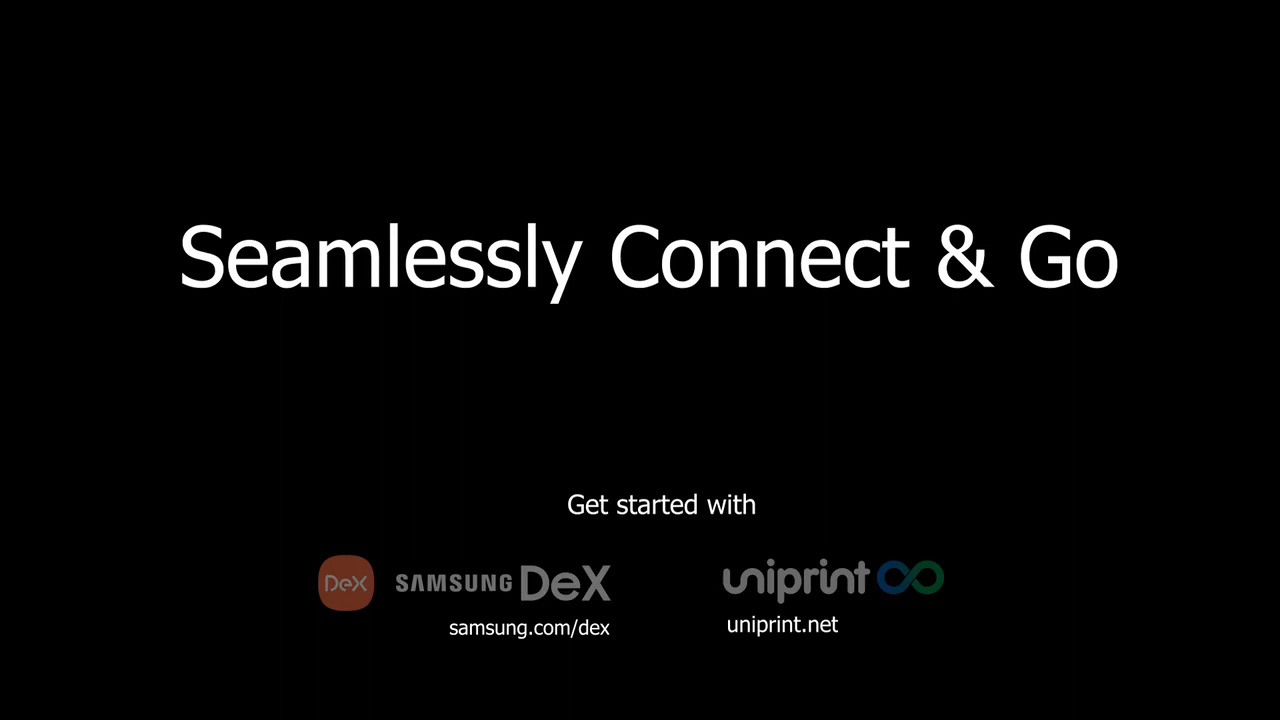 Seamlessly Connect & Go
Get started with
DeX SAMSUNG DeX
uniprint
samsung.com/dex
uniprint.net